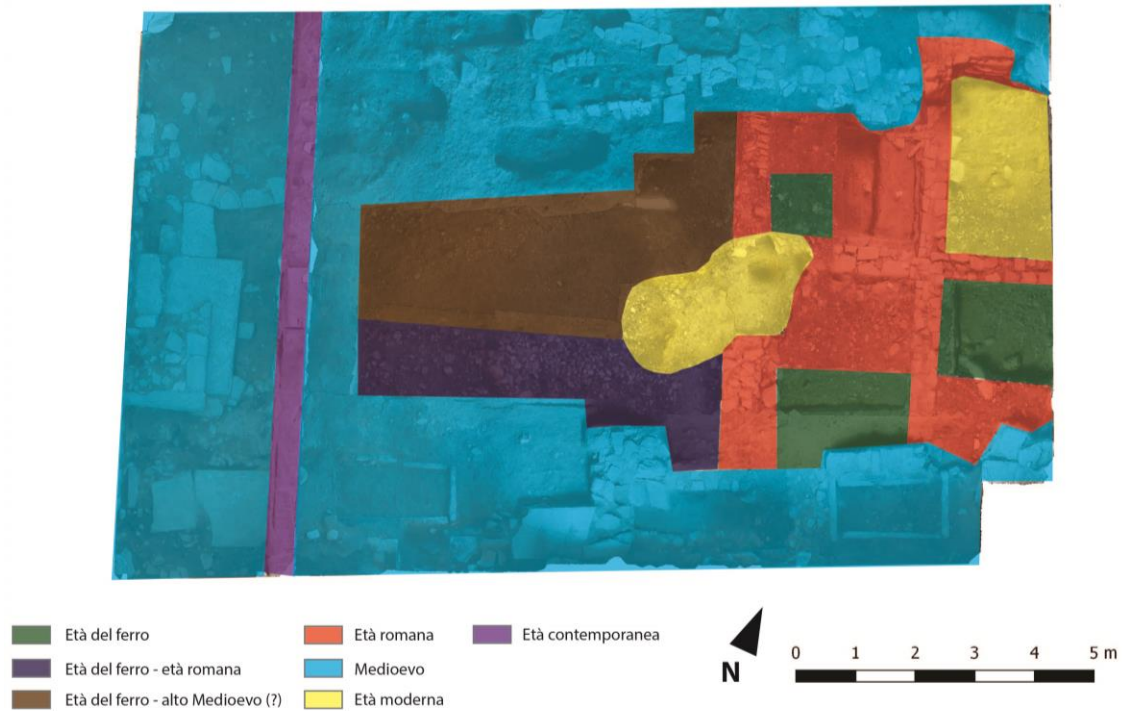 Età del ferro
Età del ferro - età romana
Età del ferro - alto Medioevo (?)
Età romana
Medioevo
Età moderna
Età contemporanea
N
0 1 2 3 4 5 m